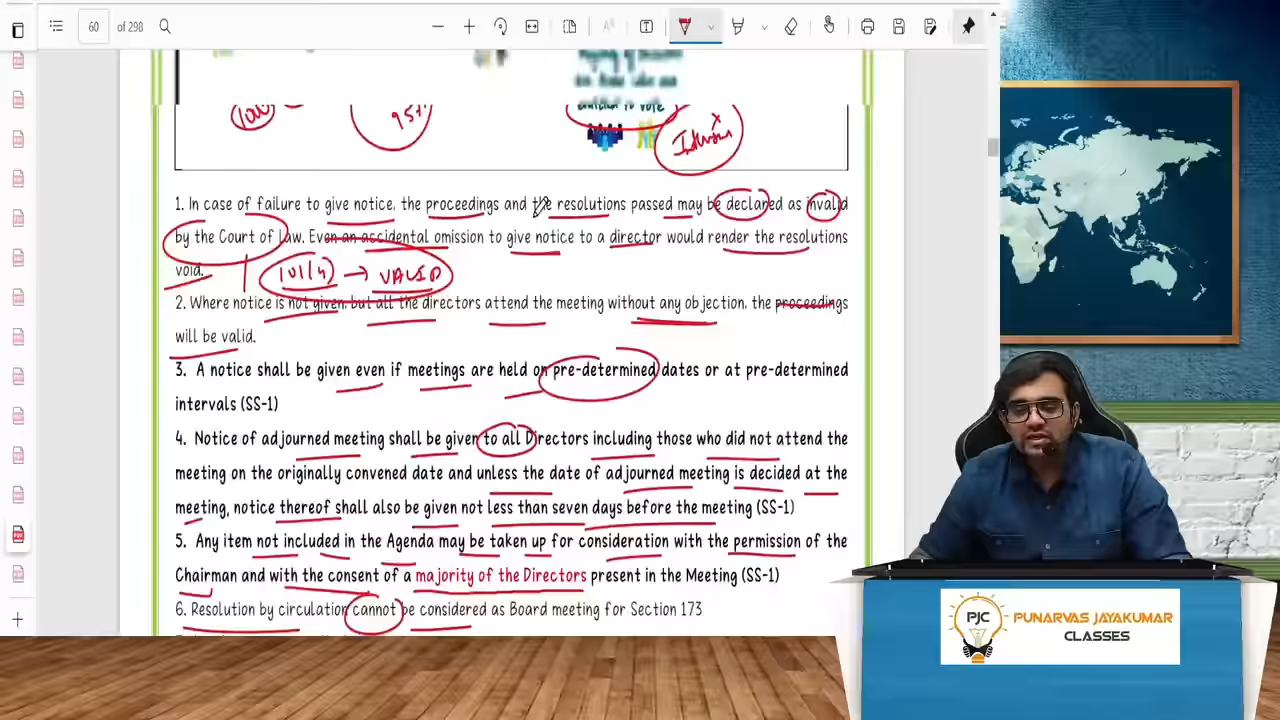 60 of 298
entitled to vote
100
95%
1. In case of failure to give notice, the proceedings and the resolutions passed may be declared as invalid
by the Court of law. Even an accidental omission to give notice to a director would render the resolutions
void.
101(4) → VALID
2. Where notice is not given, but all the directors attend the meeting without any objection, the proceedings
will be valid.
3. A notice shall be given even if meetings are held on pre-determined dates or at pre-determined
intervals (SS-1)
4. Notice of adjourned meeting shall be given to all Directors including those who did not attend the
meeting on the originally convened date and unless the date of adjourned meeting is decided at the
meeting, notice thereof shall also be given not less than seven days before the meeting (SS-1)
5. Any item not included in the Agenda may be taken up for consideration with the permission of the
Chairman and with the consent of a majority of the Directors present in the Meeting (SS-1)
6. Resolution by circulation cannot be considered as Board meeting for Section 173
PJC
PUNARVAS JAYAKUMAR
CLASSES